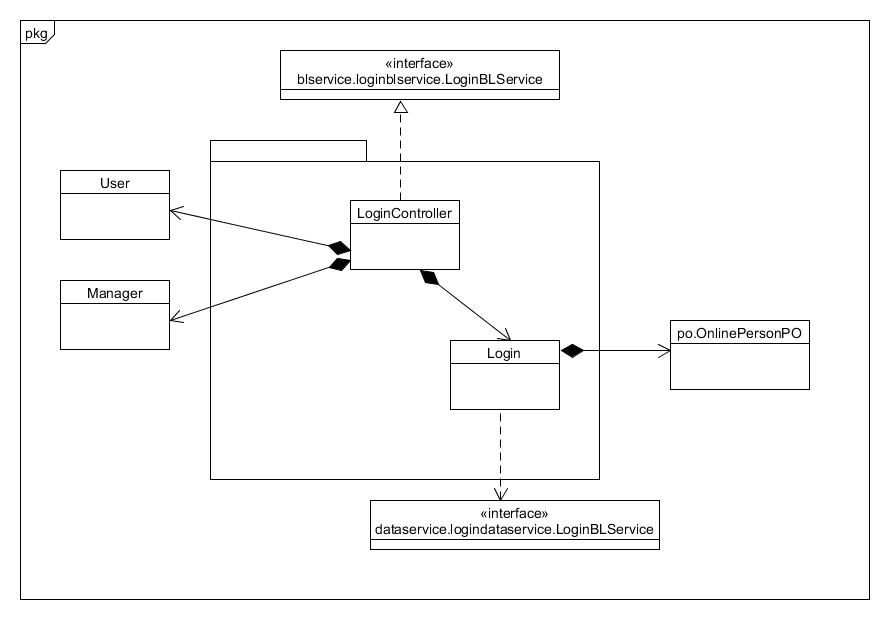 pkg
«interface»
blservice.loginblservice.LoginBLService
User
LoginController
Manager
po.OnlinePersonPO
Login
«interface»
dataservice.logindataservice.LoginBLService